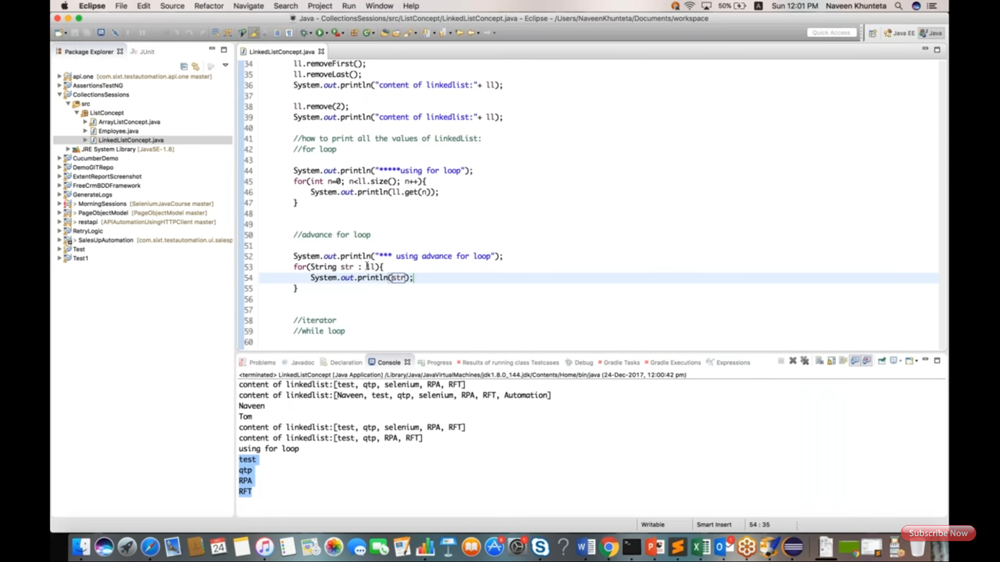 Eclipse File Edit Source Refactor Navigate Search Project Run Window Help 50% A Sun 12:01 PM Naveen Khunteta
Java - CollectionsSessions/src/ListConcept/LinkedListConcept.java - Eclipse - /Users/NaveenKhunteta/Documents/workspace
Quick Access Java EE Java
Package Explorer JUnit
api.one [com.sixt.testautomation.api.one master]
AssertionsTestNG
CollectionsSessions
src
ListConcept
ArrayListConcept.java
Employee.java
LinkedListConcept.java
JRE System Library [JavaSE-1.8]
CucumberDemo
DemoGITRepo
ExtentReportScreenshot
FreeCrmBDDFramework
GenerateLogs
> MorningSessions [SeleniumJavaCourse master]
> PageObjectModel [PageObjectModel master]
> restapi [APIAutomationUsingHTTPClient master]
RetryLogic
> SalesUpAutomation [com.sixt.testautomation.ui.salesp
Test
Test1
LinkedListConcept.java
34 ll.removeFirst();
35 ll.removeLast();
36 System.out.println("content of linkedlist:"+ ll);
37
38 ll.remove(2);
39 System.out.println("content of linkedlist:"+ ll);
40
41 //how to print all the values of LinkedList:
42 //for loop
43
44 System.out.println("*****using for loop");
45 for(int n=0; n<ll.size(); n++){
46 System.out.println(ll.get(n));
47 }
48
49
50 //advance for loop
51
52 System.out.println("*** using advance for loop");
53 for(String str : ll){
54 System.out.println(str);
55 }
56
57
58 //iterator
59 //while loop
60
Problems Javadoc Declaration Console Progress Results of running class Testcases Debug Gradle Tasks Gradle Executions Expressions
<terminated> LinkedListConcept [Java Application] /Library/Java/JavaVirtualMachines/jdk1.8.0_144.jdk/Contents/Home/bin/java (24-Dec-2017, 12:00:42 pm)
content of linkedlist:[test, qtp, selenium, RPA, RFT]
content of linkedlist:[Naveen, test, qtp, selenium, RPA, RFT, Automation]
Naveen
Tom
content of linkedlist:[test, qtp, selenium, RPA, RFT]
content of linkedlist:[test, qtp, RPA, RFT]
using for loop
test
qtp
RPA
RFT
Writable Smart Insert 54 : 35
Subscribe Now
24